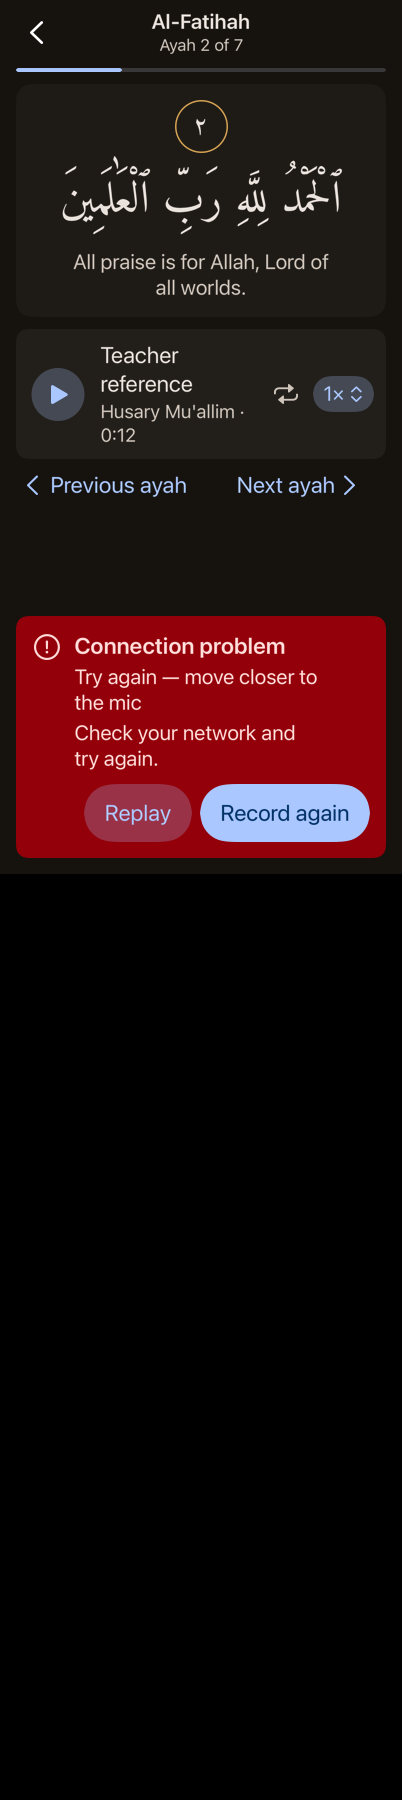 Al-Fatihah
Ayah 2 of 7
٢
ٱلْحَمْدُ لِلَّهِ رَبِّ ٱلْعَٰلَمِينَ
All praise is for Allah, Lord of
all worlds.
Teacher
reference
Husary Mu'allim ·
0:12
1×
Previous ayah
Next ayah
Connection problem
Try again — move closer to
the mic
Check your network and
try again.
Replay
Record again